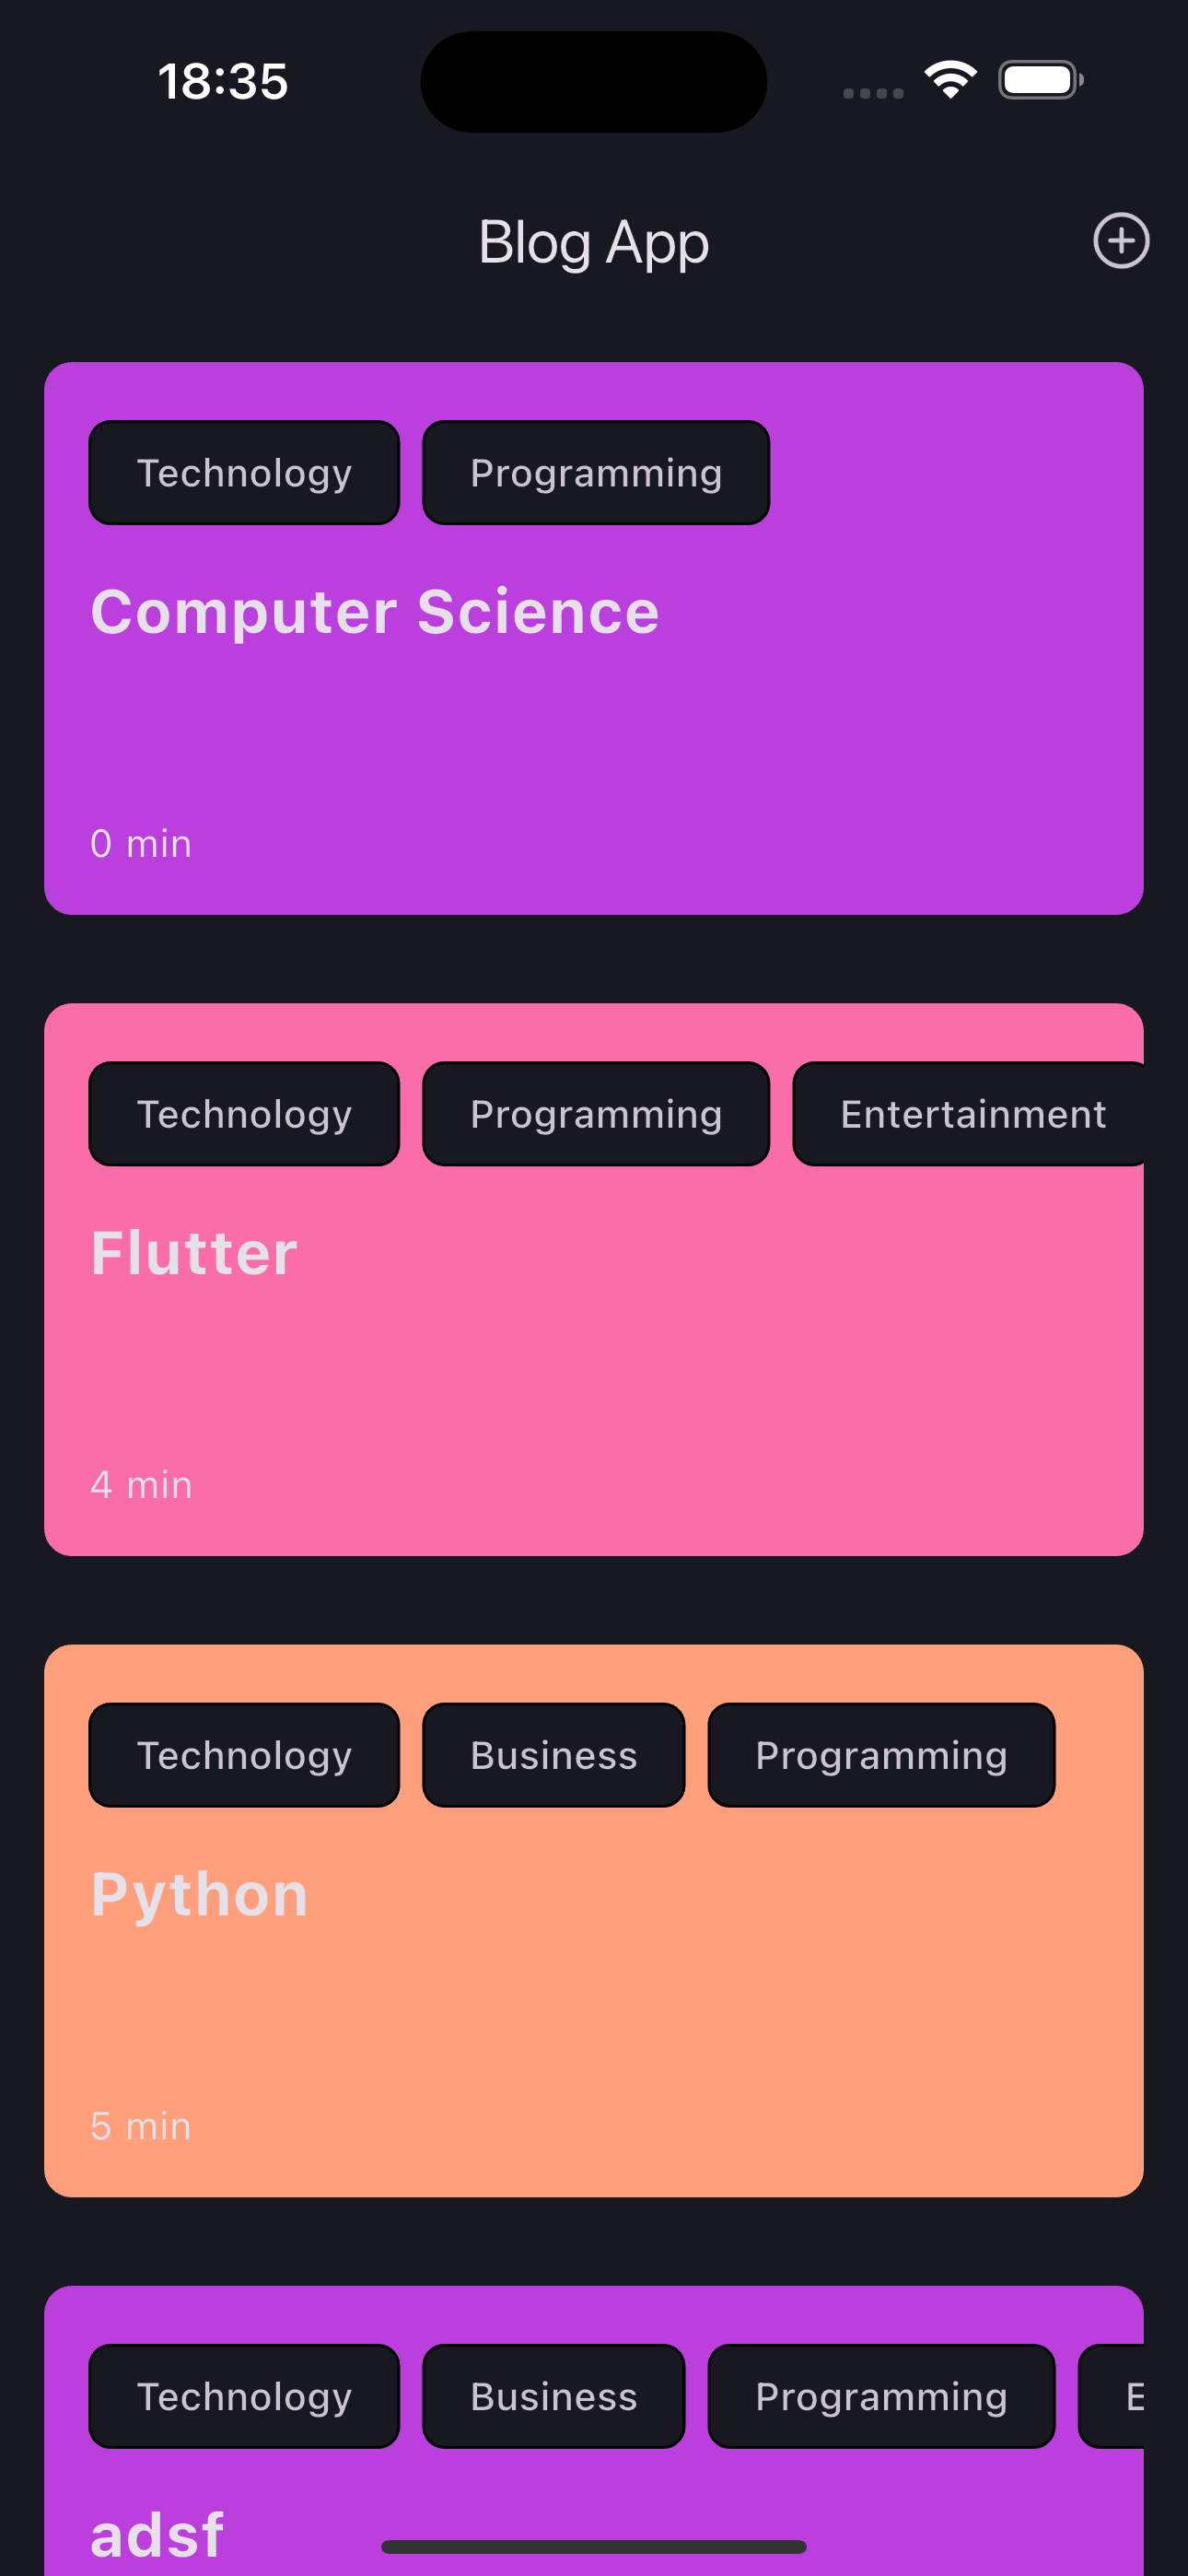 18:35
Blog App
Technology Programming
Computer Science
0 min
Technology Programming Entertainment
Flutter
4 min
Technology Business Programming
Python
5 min
Technology Business Programming E
adsf